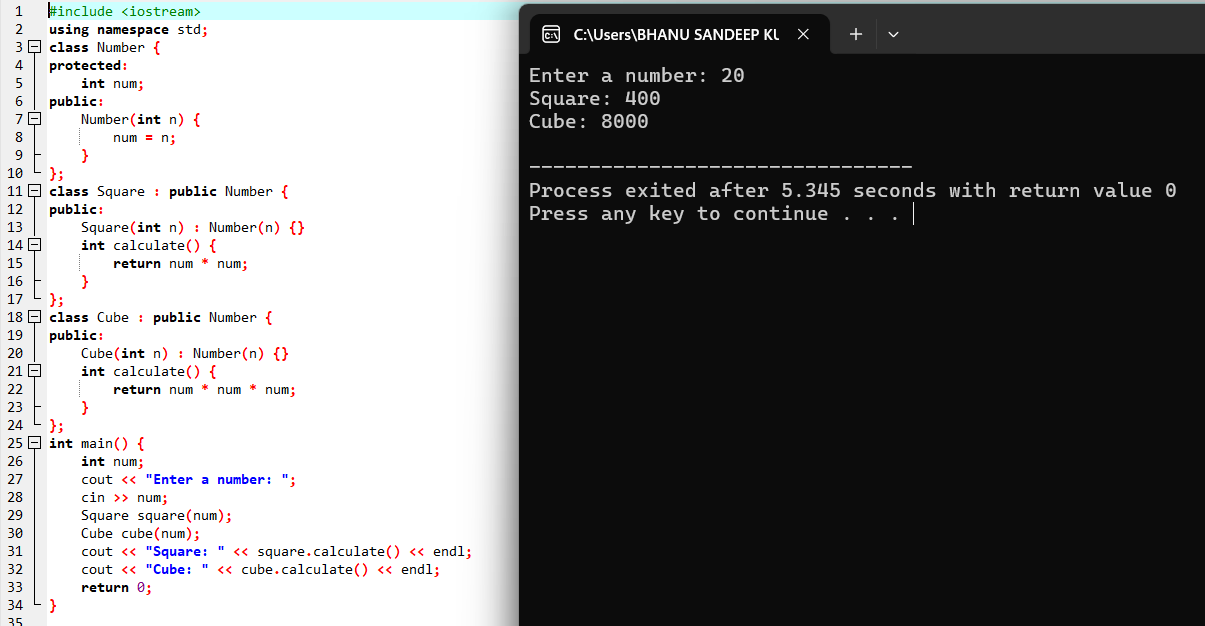 1 #include <iostream>
2 using namespace std;
3 class Number {
4 protected:
5     int num;
6 public:
7     Number(int n) {
8         num = n;
9     }
10 };
11 class Square : public Number {
12 public:
13     Square(int n) : Number(n) {}
14     int calculate() {
15         return num * num;
16     }
17 };
18 class Cube : public Number {
19 public:
20     Cube(int n) : Number(n) {}
21     int calculate() {
22         return num * num * num;
23     }
24 };
25 int main() {
26     int num;
27     cout << "Enter a number: ";
28     cin >> num;
29     Square square(num);
30     Cube cube(num);
31     cout << "Square: " << square.calculate() << endl;
32     cout << "Cube: " << cube.calculate() << endl;
33     return 0;
34 }
35
C:\Users\BHANU SANDEEP KU
Enter a number: 20
Square: 400
Cube: 8000
--------------------------------
Process exited after 5.345 seconds with return value 0
Press any key to continue . . .